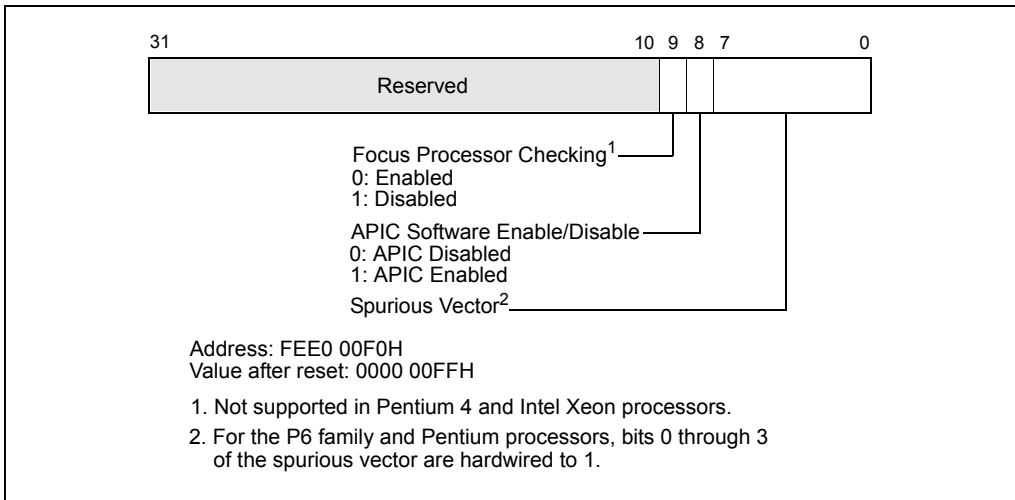 31 10 9 8 7 0
Reserved
Focus Processor Checking1
0: Enabled
1: Disabled
APIC Software Enable/Disable
0: APIC Disabled
1: APIC Enabled
Spurious Vector2
Address: FEE0 00F0H
Value after reset: 0000 00FFH
1. Not supported in Pentium 4 and Intel Xeon processors.
2. For the P6 family and Pentium processors, bits 0 through 3
of the spurious vector are hardwired to 1.